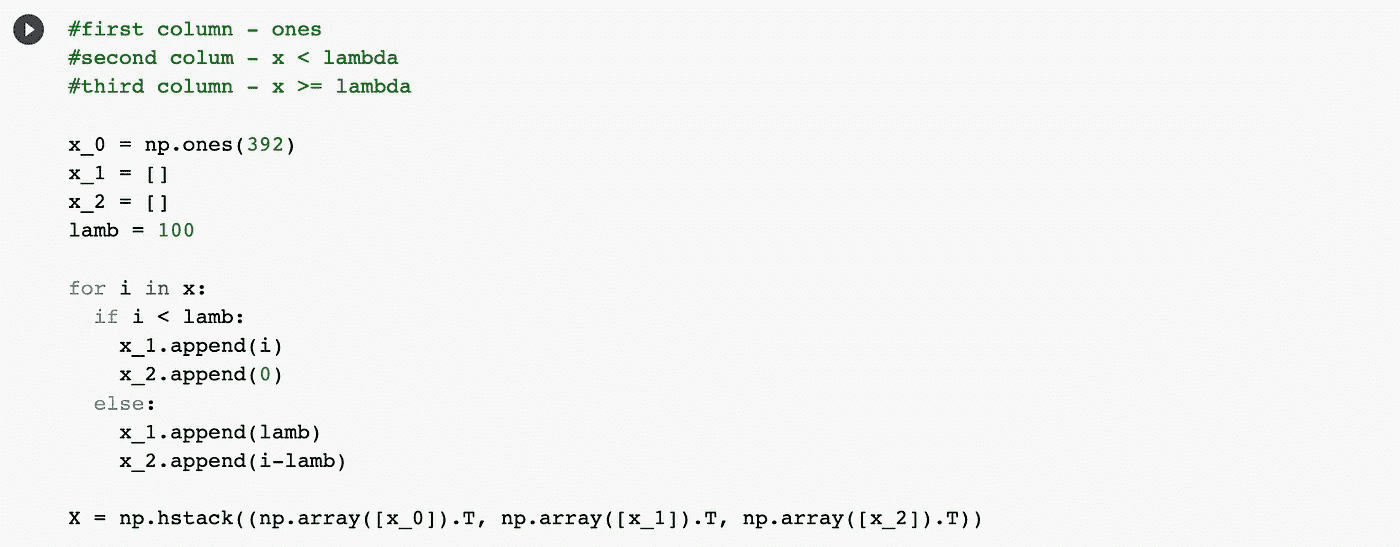 #first column - ones
#second colum - x < lambda
#third column - x >= lambda
x_0 = np.ones(392)
x_1 = []
x_2 = []
lamb = 100
for i in x:
  if i < lamb:
    x_1.append(i)
    x_2.append(0)
  else:
    x_1.append(lamb)
    x_2.append(i-lamb)
X = np.hstack((np.array([x_0]).T, np.array([x_1]).T, np.array([x_2]).T))